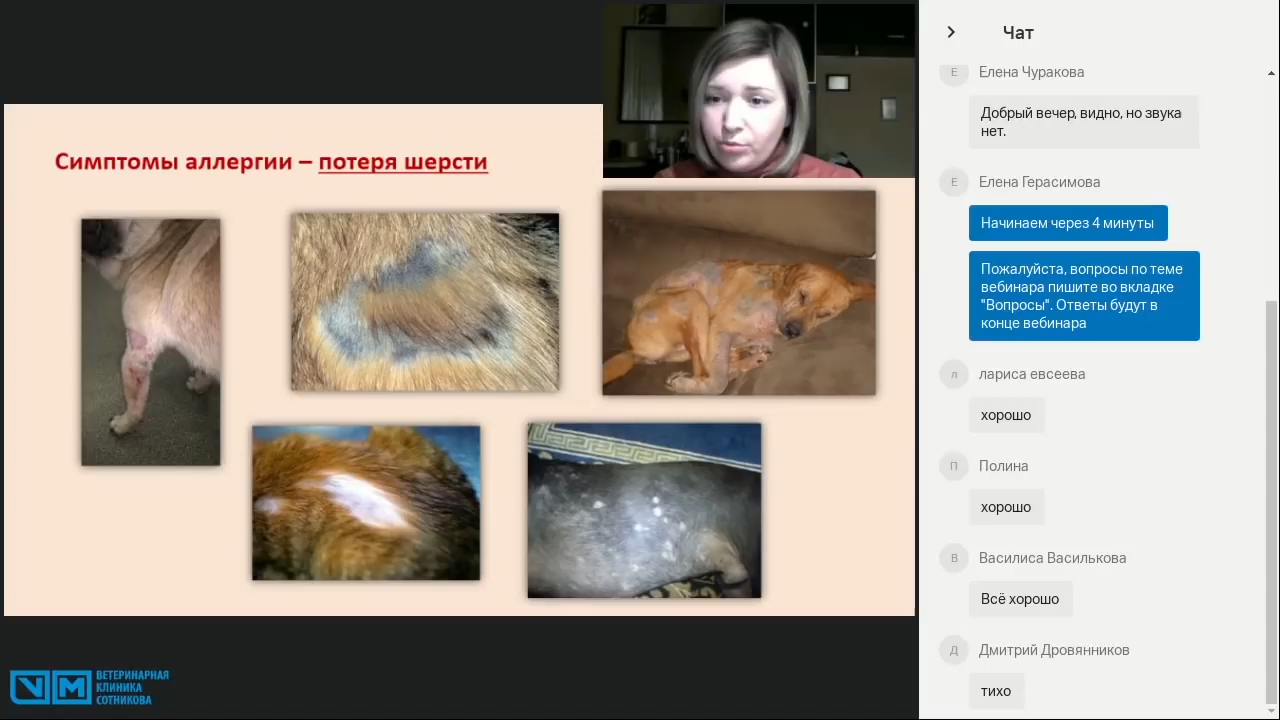 Симптомы аллергии – потеря шерсти
VM ВЕТЕРИНАРНАЯ
КЛИНИКА
СОТНИКОВА
Чат
Е Елена Чуракова
Добрый вечер, видно, но звука
нет.
Е Елена Герасимова
Начинаем через 4 минуты
Пожалуйста, вопросы по теме
вебинара пишите во вкладке
"Вопросы". Ответы будут в
конце вебинара
л лариса евсеева
хорошо
П Полина
хорошо
В Василиса Василькова
Всё хорошо
Д Дмитрий Дровянников
тихо